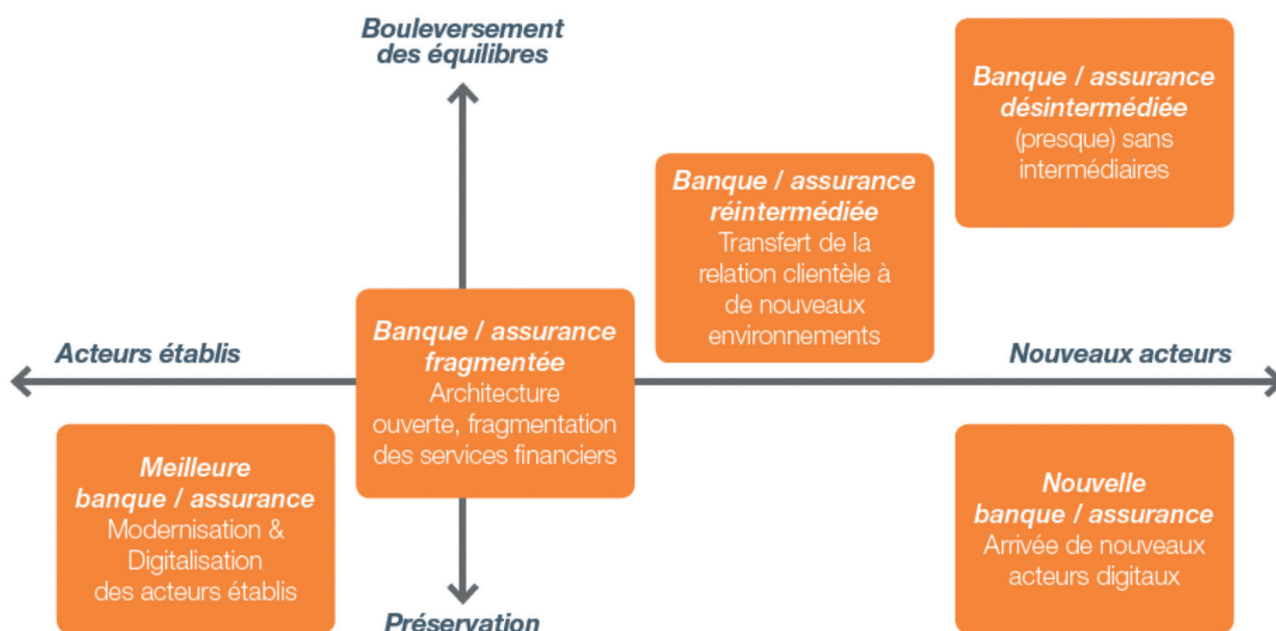 Bouleversement
des équilibres
Banque / assurance
désintermédiée
(presque) sans
intermédiaires
Banque / assurance
réintermédiée
Transfert de la
relation clientèle à
de nouveaux
environnements
Acteurs établis
Banque / assurance
fragmentée
Architecture
ouverte, fragmentation
des services financiers
Nouveaux acteurs
Meilleure
banque / assurance
Modernisation &
Digitalisation
des acteurs établis
Nouvelle
banque / assurance
Arrivée de nouveaux
acteurs digitaux
Préservation